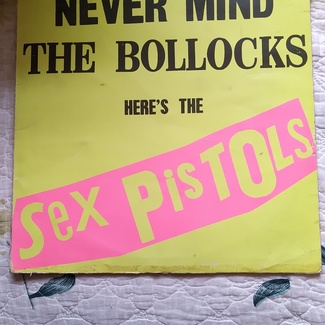 NEVER MIND
THE BOLLOCKS
HERE'S THE
Sex PisTOLs